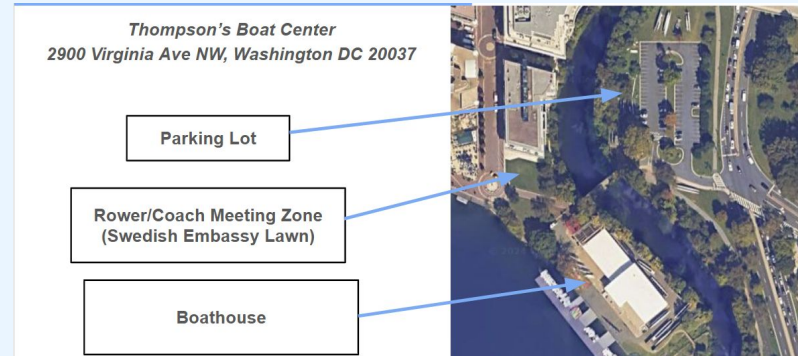 Thompson's Boat Center
2900 Virginia Ave NW, Washington DC 20037
Parking Lot
Rower/Coach Meeting Zone
(Swedish Embassy Lawn)
Boathouse